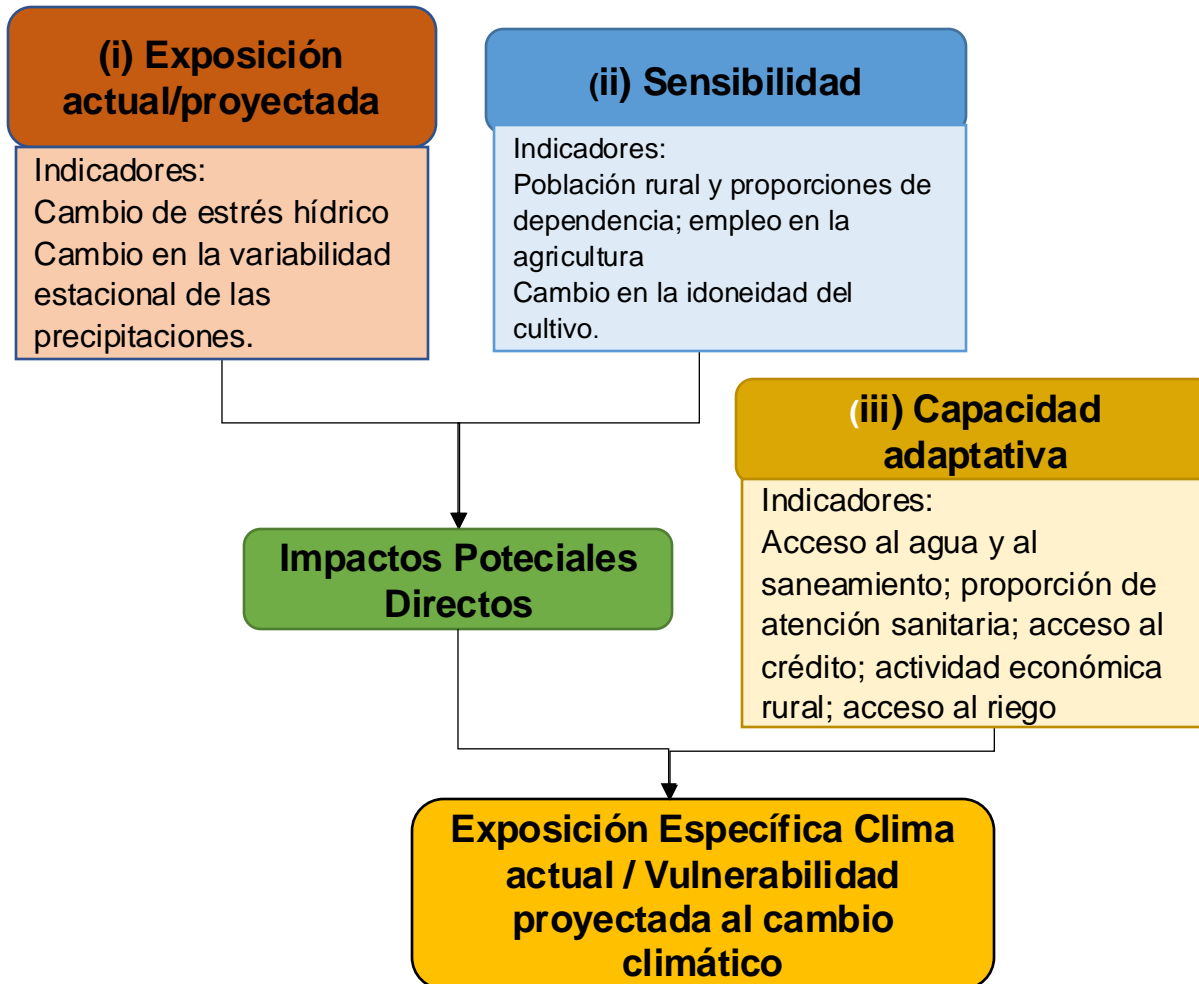 (i) Exposición
actual/proyectada
Indicadores:
Cambio de estrés hídrico
Cambio en la variabilidad
estacional de las
precipitaciones.
(ii) Sensibilidad
Indicadores:
Población rural y proporciones de
dependencia; empleo en la
agricultura
Cambio en la idoneidad del
cultivo.
(iii) Capacidad
adaptativa
Indicadores:
Acceso al agua y al
saneamiento; proporción de
atención sanitaria; acceso al
crédito; actividad económica
rural; acceso al riego
Impactos Poteciales
Directos
Exposición Específica Clima
actual / Vulnerabilidad
proyectada al cambio
climático